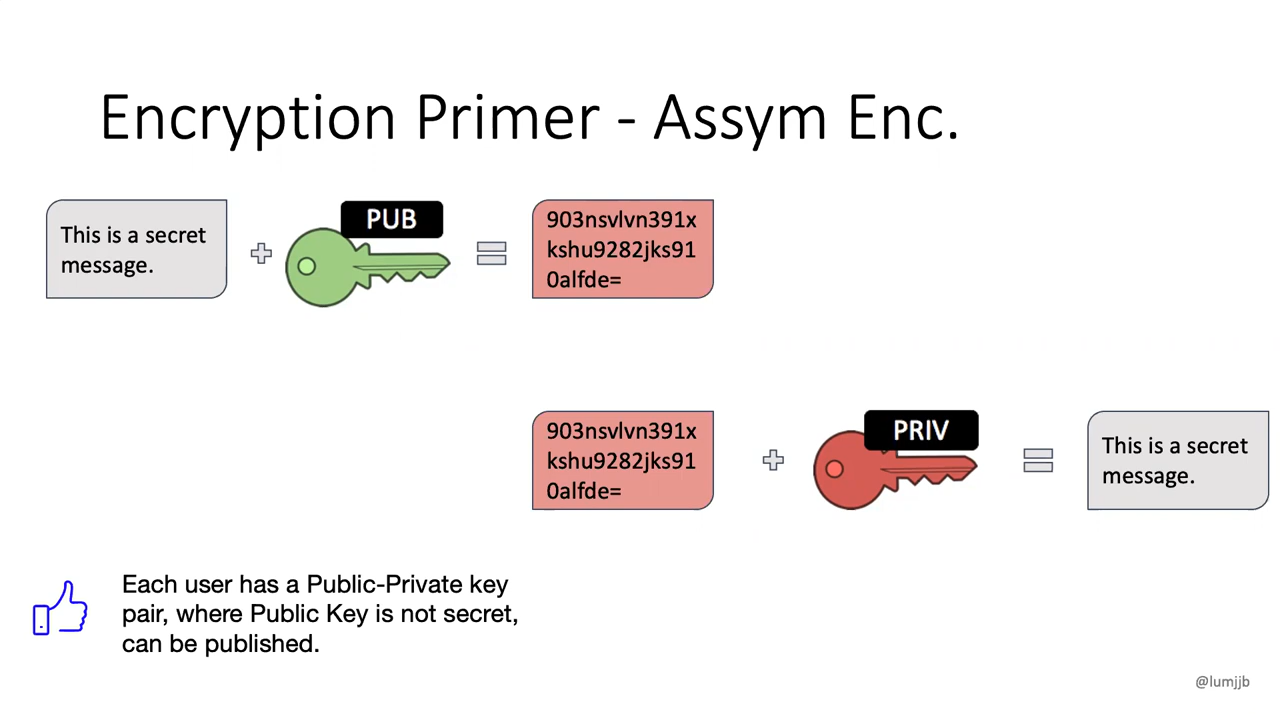 Encryption Primer - Assym Enc.
This is a secret
message.
PUB
903nsvlvn391x
kshu9282jks91
0alfde=
903nsvlvn391x
kshu9282jks91
0alfde=
PRIV
This is a secret
message.
Each user has a Public-Private key
pair, where Public Key is not secret,
can be published.
@lumjjb